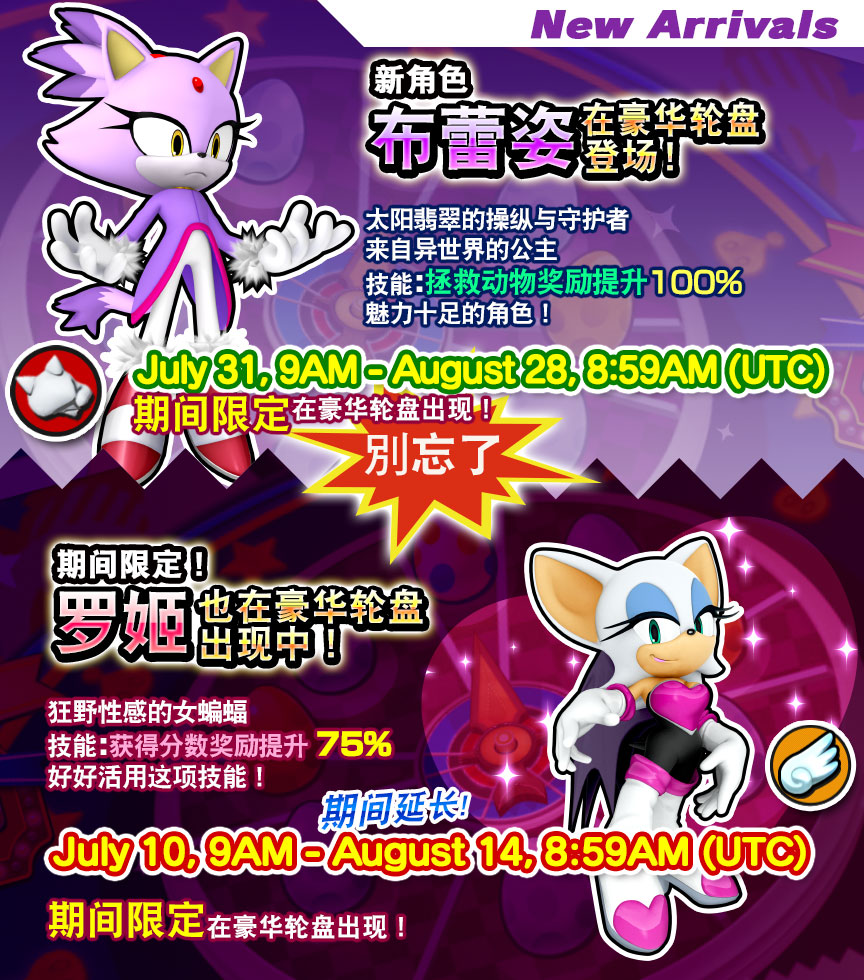 New Arrivals
新角色
布蕾姿在豪华轮盘
登场！
太阳翡翠的操纵与守护者
来自异世界的公主
技能：拯救动物奖励提升100%
魅力十足的角色！
July 31, 9AM - August 28, 8:59AM (UTC)
期间限定在豪华轮盘出现！
別忘了
期间限定！
罗姬也在豪华轮盘
出现中！
狂野性感的女蝙蝠
技能：获得分数奖励提升 75%
好好活用这项技能！
期间延长!
July 10, 9AM - August 14, 8:59AM (UTC)
期间限定在豪华轮盘出现！